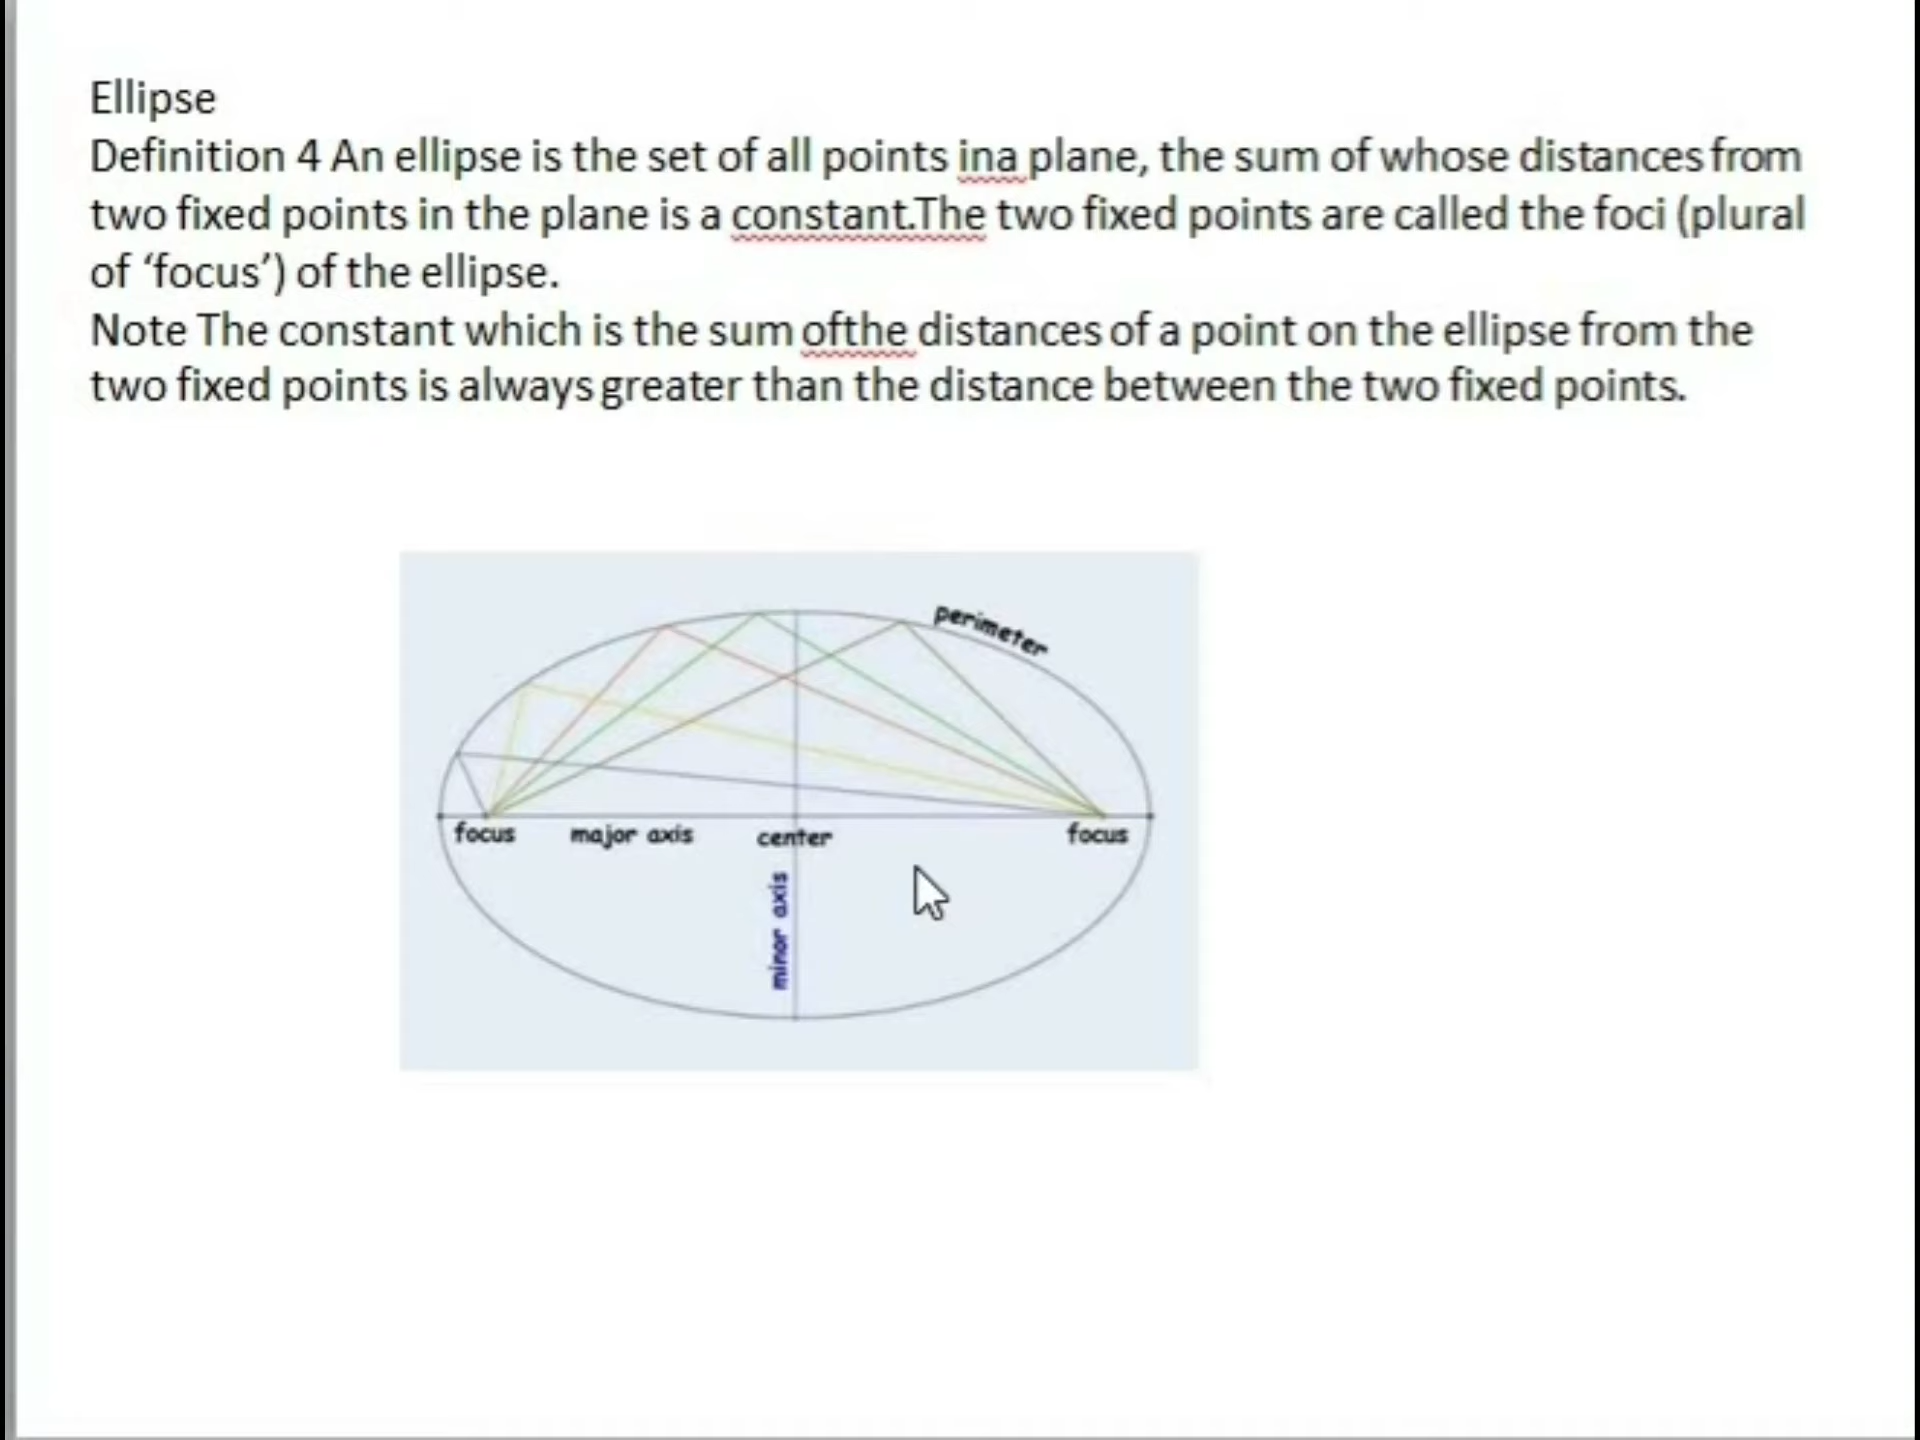 Ellipse
Definition 4 An ellipse is the set of all points ina plane, the sum of whose distances from
two fixed points in the plane is a constant.The two fixed points are called the foci (plural
of ‘focus’) of the ellipse.
Note The constant which is the sum ofthe distances of a point on the ellipse from the
two fixed points is always greater than the distance between the two fixed points.
perimeter
focus
major axis
center
focus
minor axis